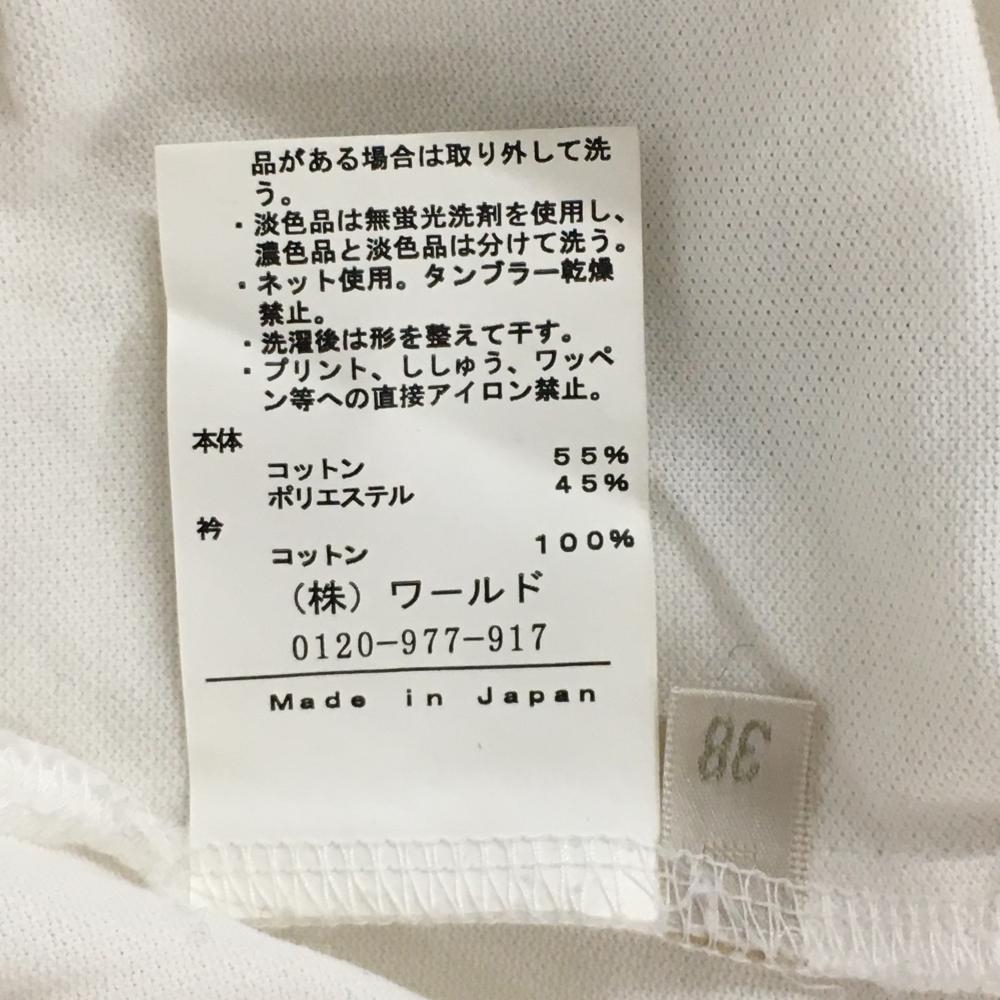 品がある場合は取り外して洗
う。
・淡色品は無蛍光洗剤を使用し、
濃色品と淡色品は分けて洗う。
・ネット使用。タンブラー乾燥
禁止。
・洗濯後は形を整えて干す。
・プリント、ししゅう、ワッペ
ン等への直接アイロン禁止。
本体
コットン 55%
ポリエステル 45%
衿
コットン 100%
（株）ワールド
0120-977-917
Made in Japan
38